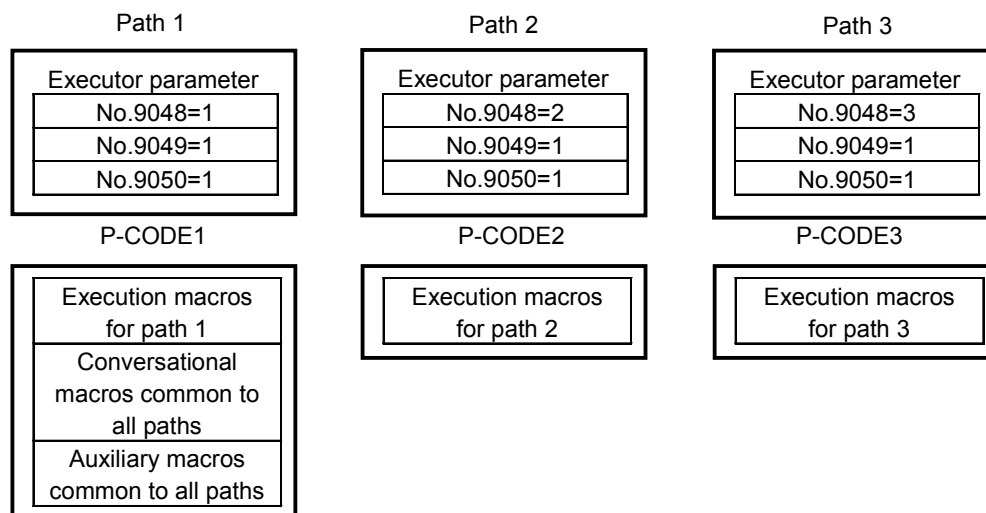 Path 1
Path 2
Path 3
Executor parameter
No.9048=1
No.9049=1
No.9050=1
Executor parameter
No.9048=2
No.9049=1
No.9050=1
Executor parameter
No.9048=3
No.9049=1
No.9050=1
P-CODE1
P-CODE2
P-CODE3
Execution macros
for path 1
Conversational
macros common to
all paths
Auxiliary macros
common to all paths
Execution macros
for path 2
Execution macros
for path 3